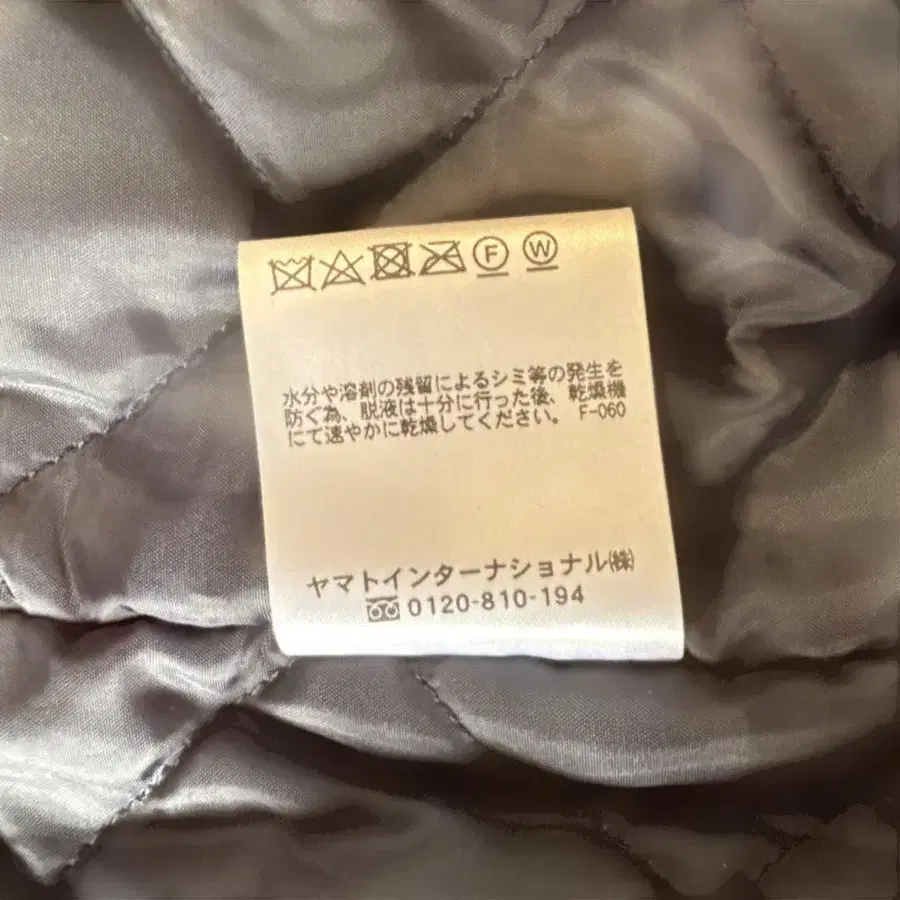 F W
水分や溶剤の残留によるシミ等の発生を
防ぐ為、脱液は十分に行った後、乾燥機
にて速やかに乾燥してください。 F-060
ヤマトインターナショナル㈱
0120-810-194